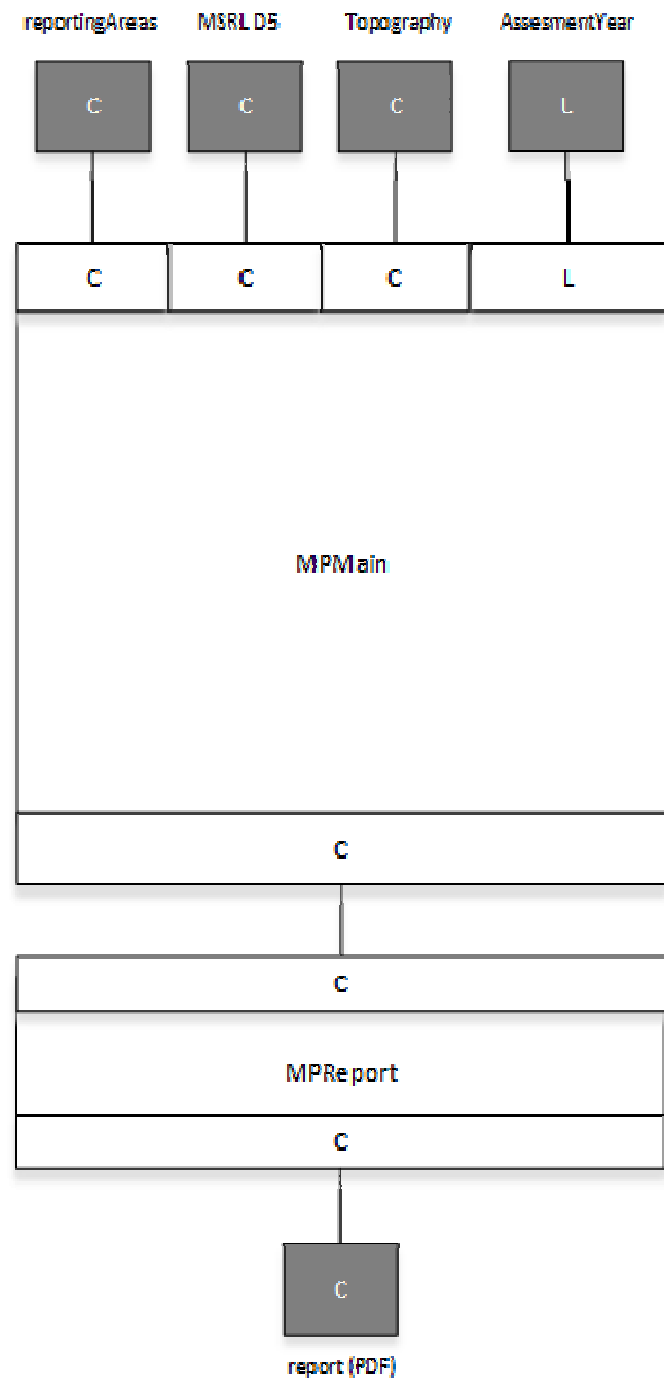 reportingAreas MSRL D5 Topography AssesmentYear
C C C L
C C C L
MPMain
C
C
MPReport
C
C
report (PDF)